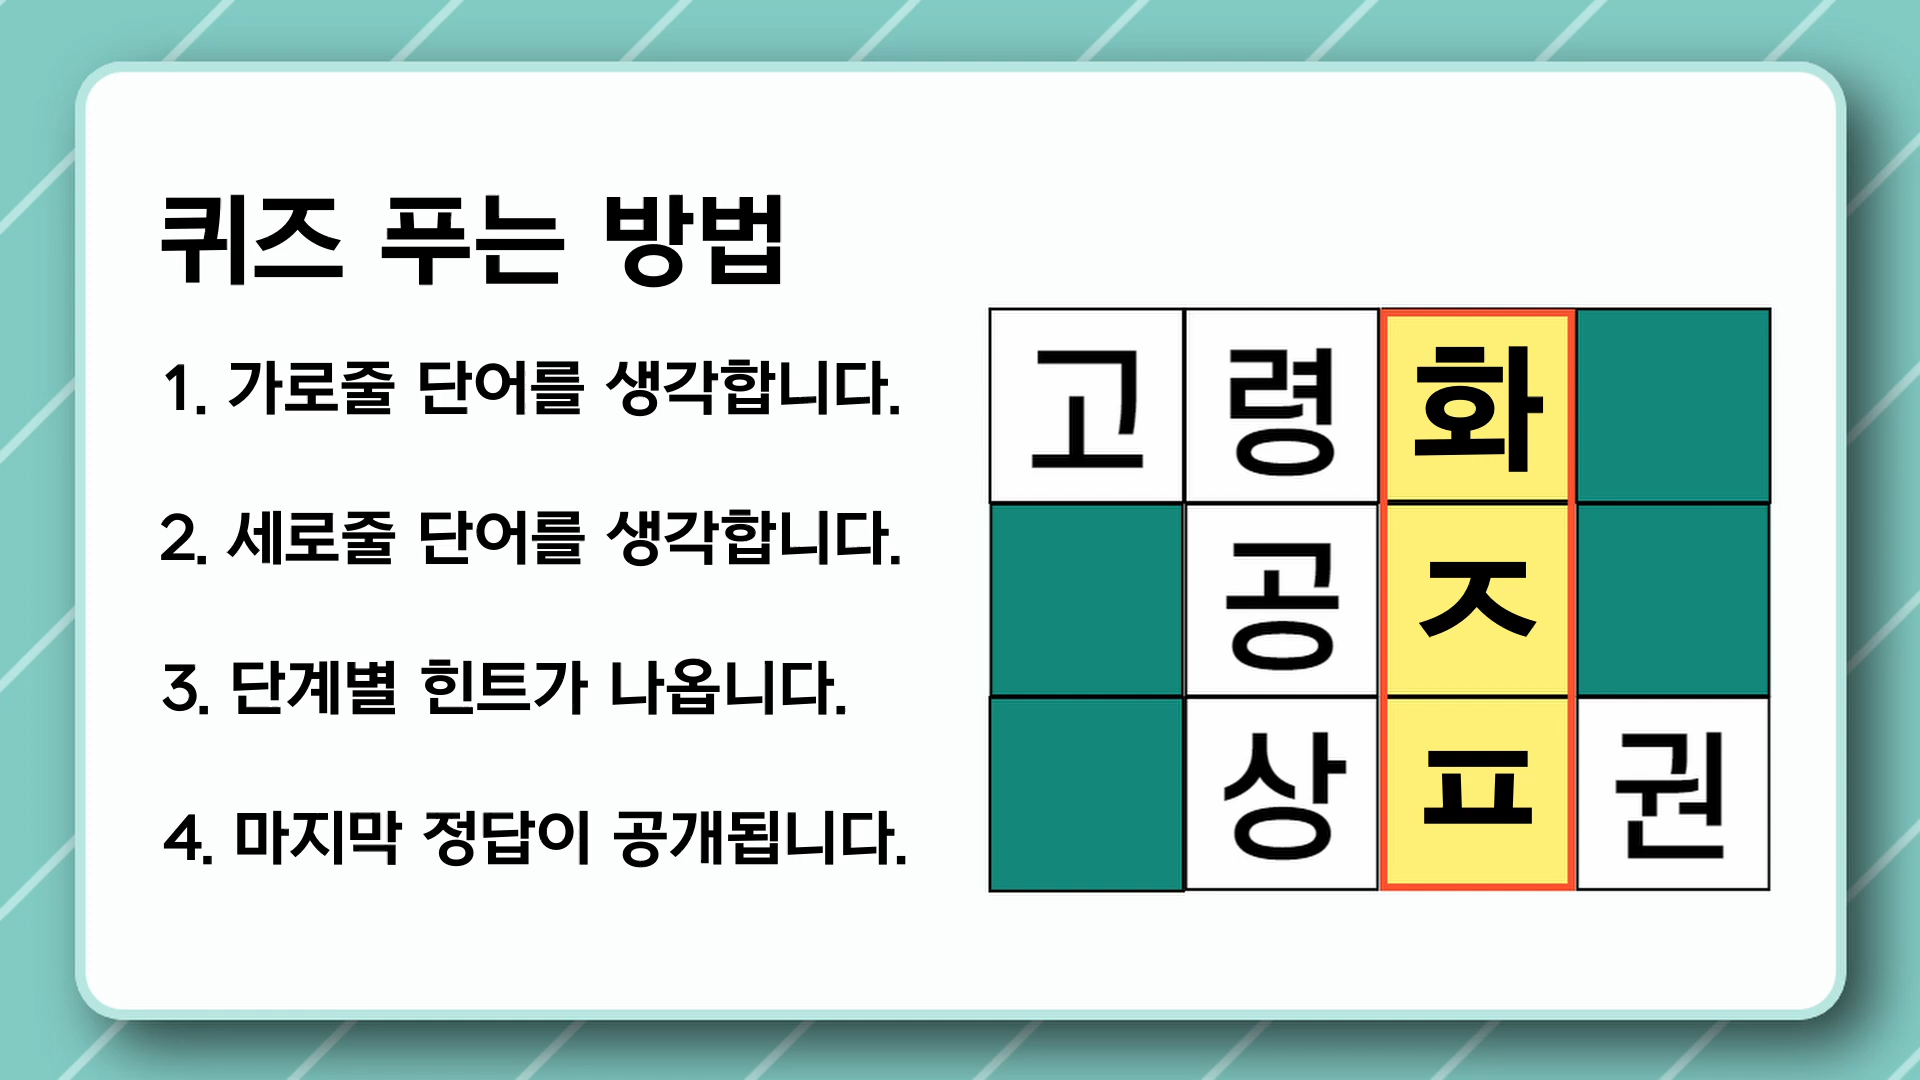 퀴즈 푸는 방법
1. 가로줄 단어를 생각합니다.
2. 세로줄 단어를 생각합니다.
3. 단계별 힌트가 나옵니다.
4. 마지막 정답이 공개됩니다.
고 령 화
공 ㅈ
상 ㅍ 권